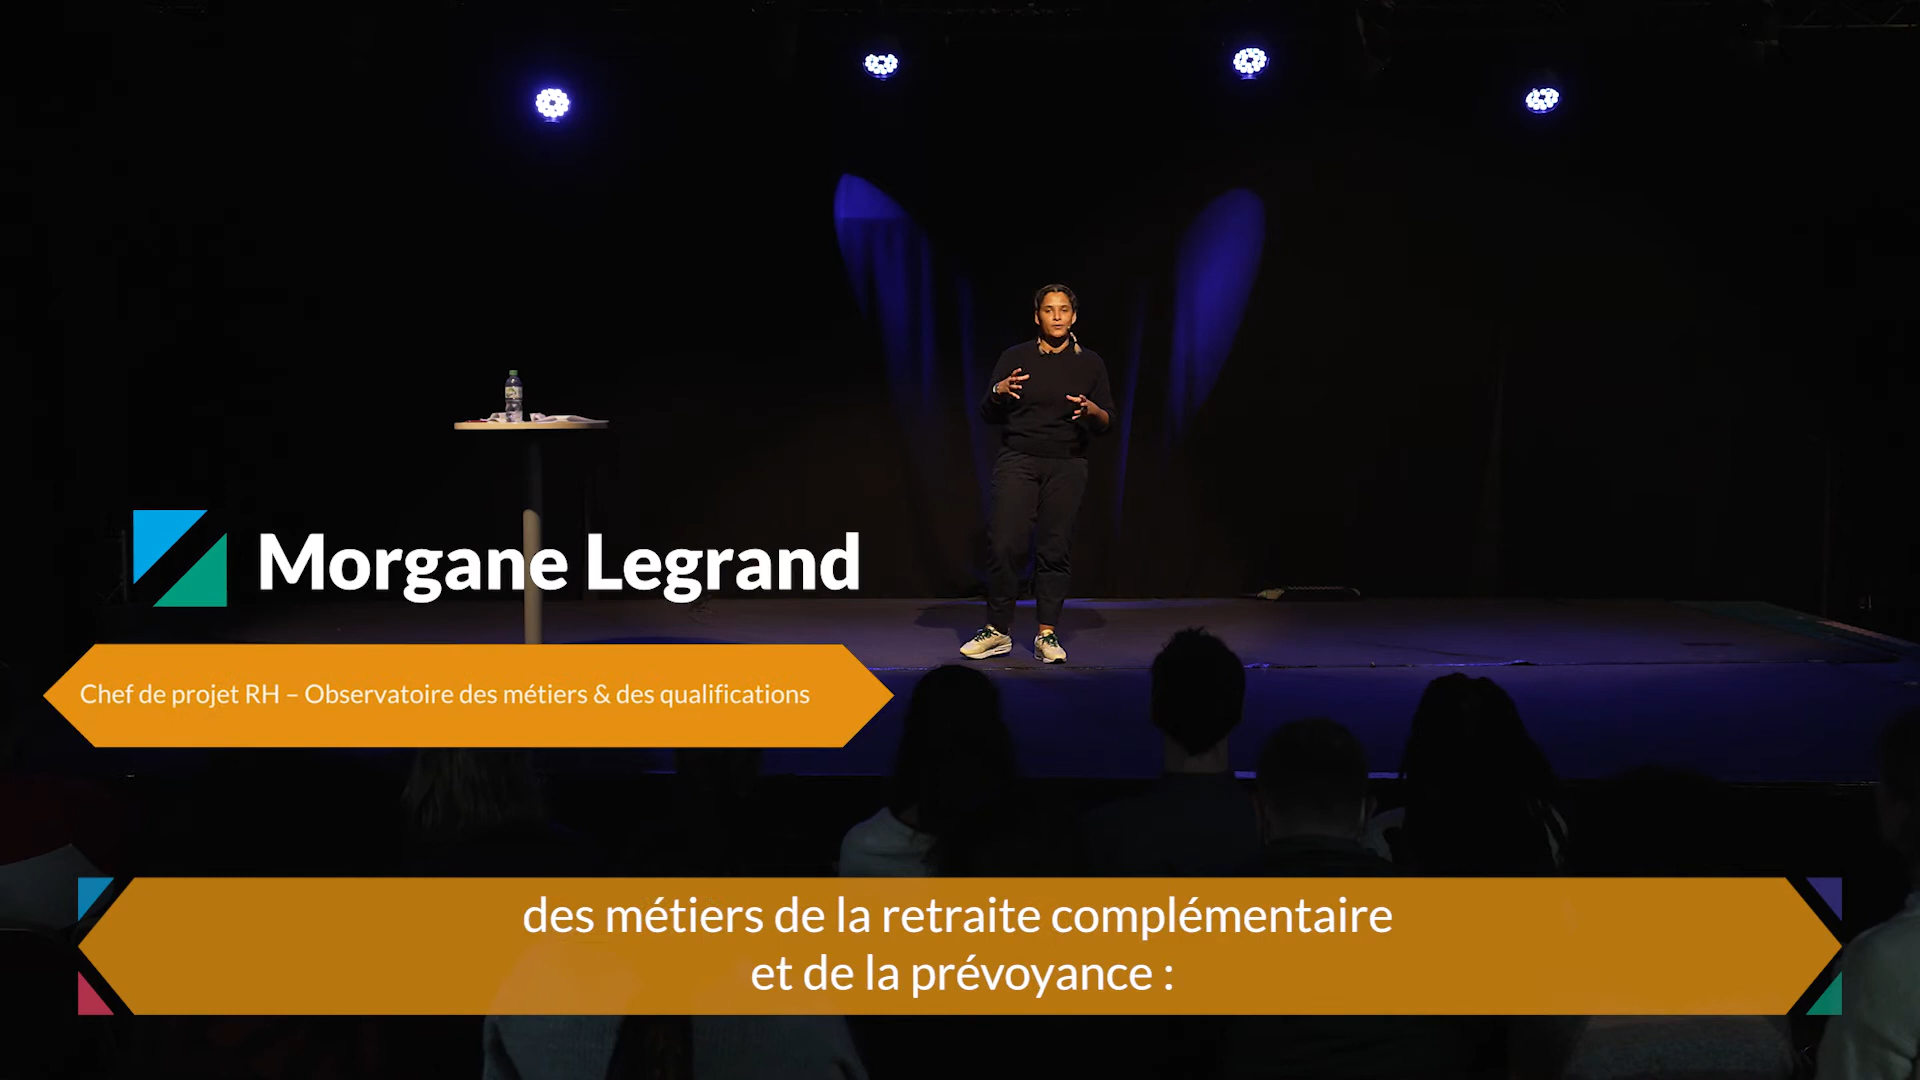 Morgane Legrand
Chef de projet RH – Observatoire des métiers & des qualifications
des métiers de la retraite complémentaire
et de la prévoyance :